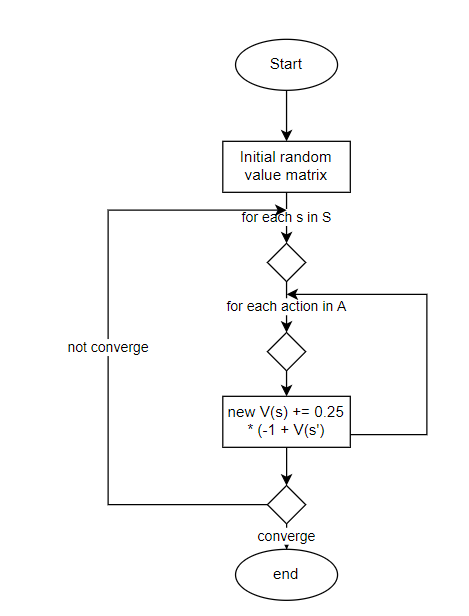 Start
Initial random
value matrix
for each s in S
for each action in A
not converge
new V(s) += 0.25
* (-1 + V(s')
converge
end